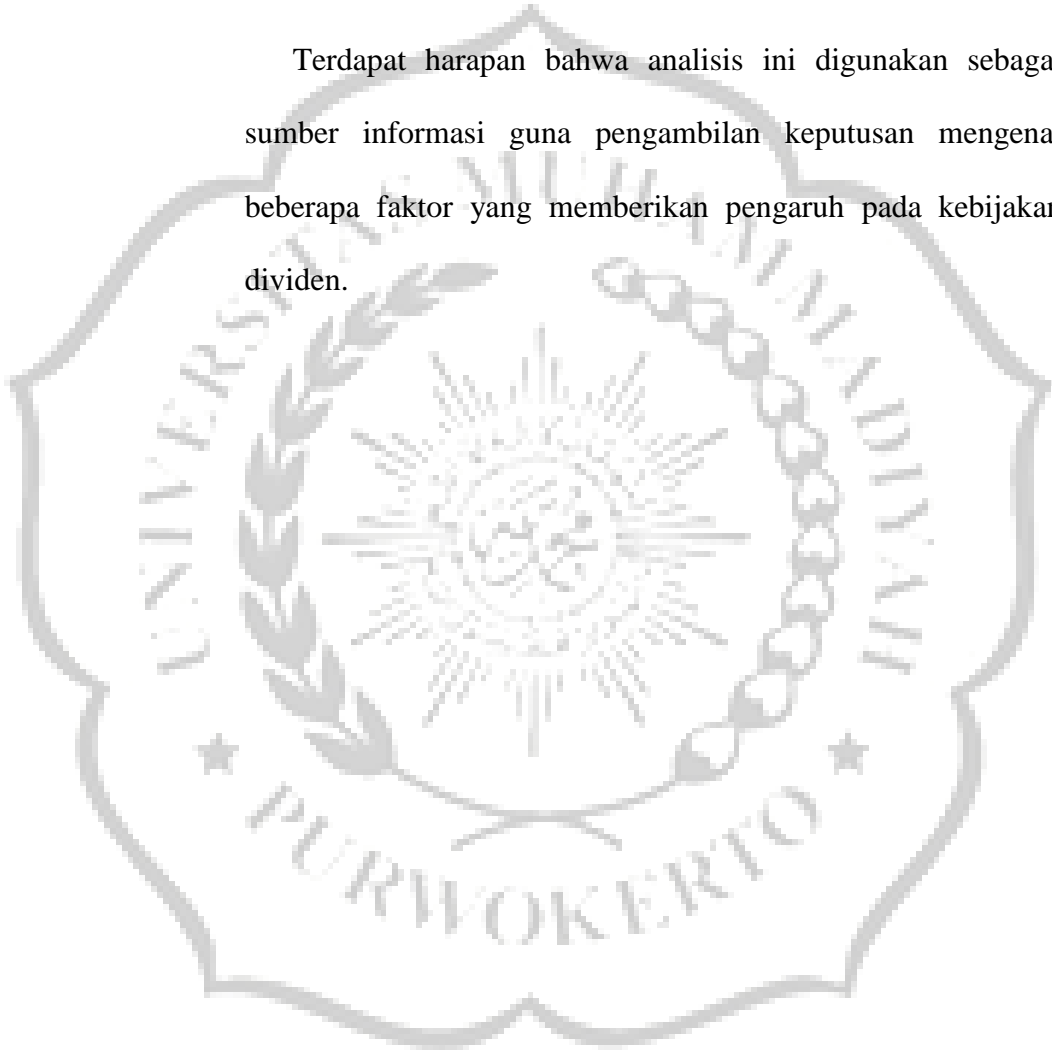 Terdapat harapan bahwa analisis ini digunakan sebaga
sumber informasi guna pengambilan keputusan mengena
beberapa faktor yang memberikan pengaruh pada kebijakan
dividen.
UNIVERSITAS MUHAMMADIYAH
PURWOKERTO